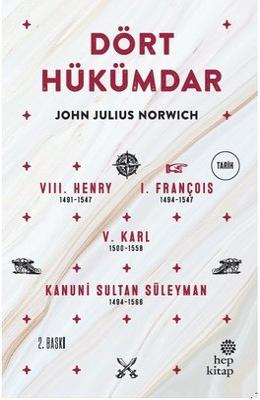 DÖRT
HÜKÜMDAR
JOHN JULIUS NORWICH
TARİH
VIII. HENRY I. FRANÇOIS
1491-1547 1494-1547
V. KARL
1500-1558
KANUNİ SULTAN SÜLEYMAN
1494-1566
2. BASKI
hep
kitap